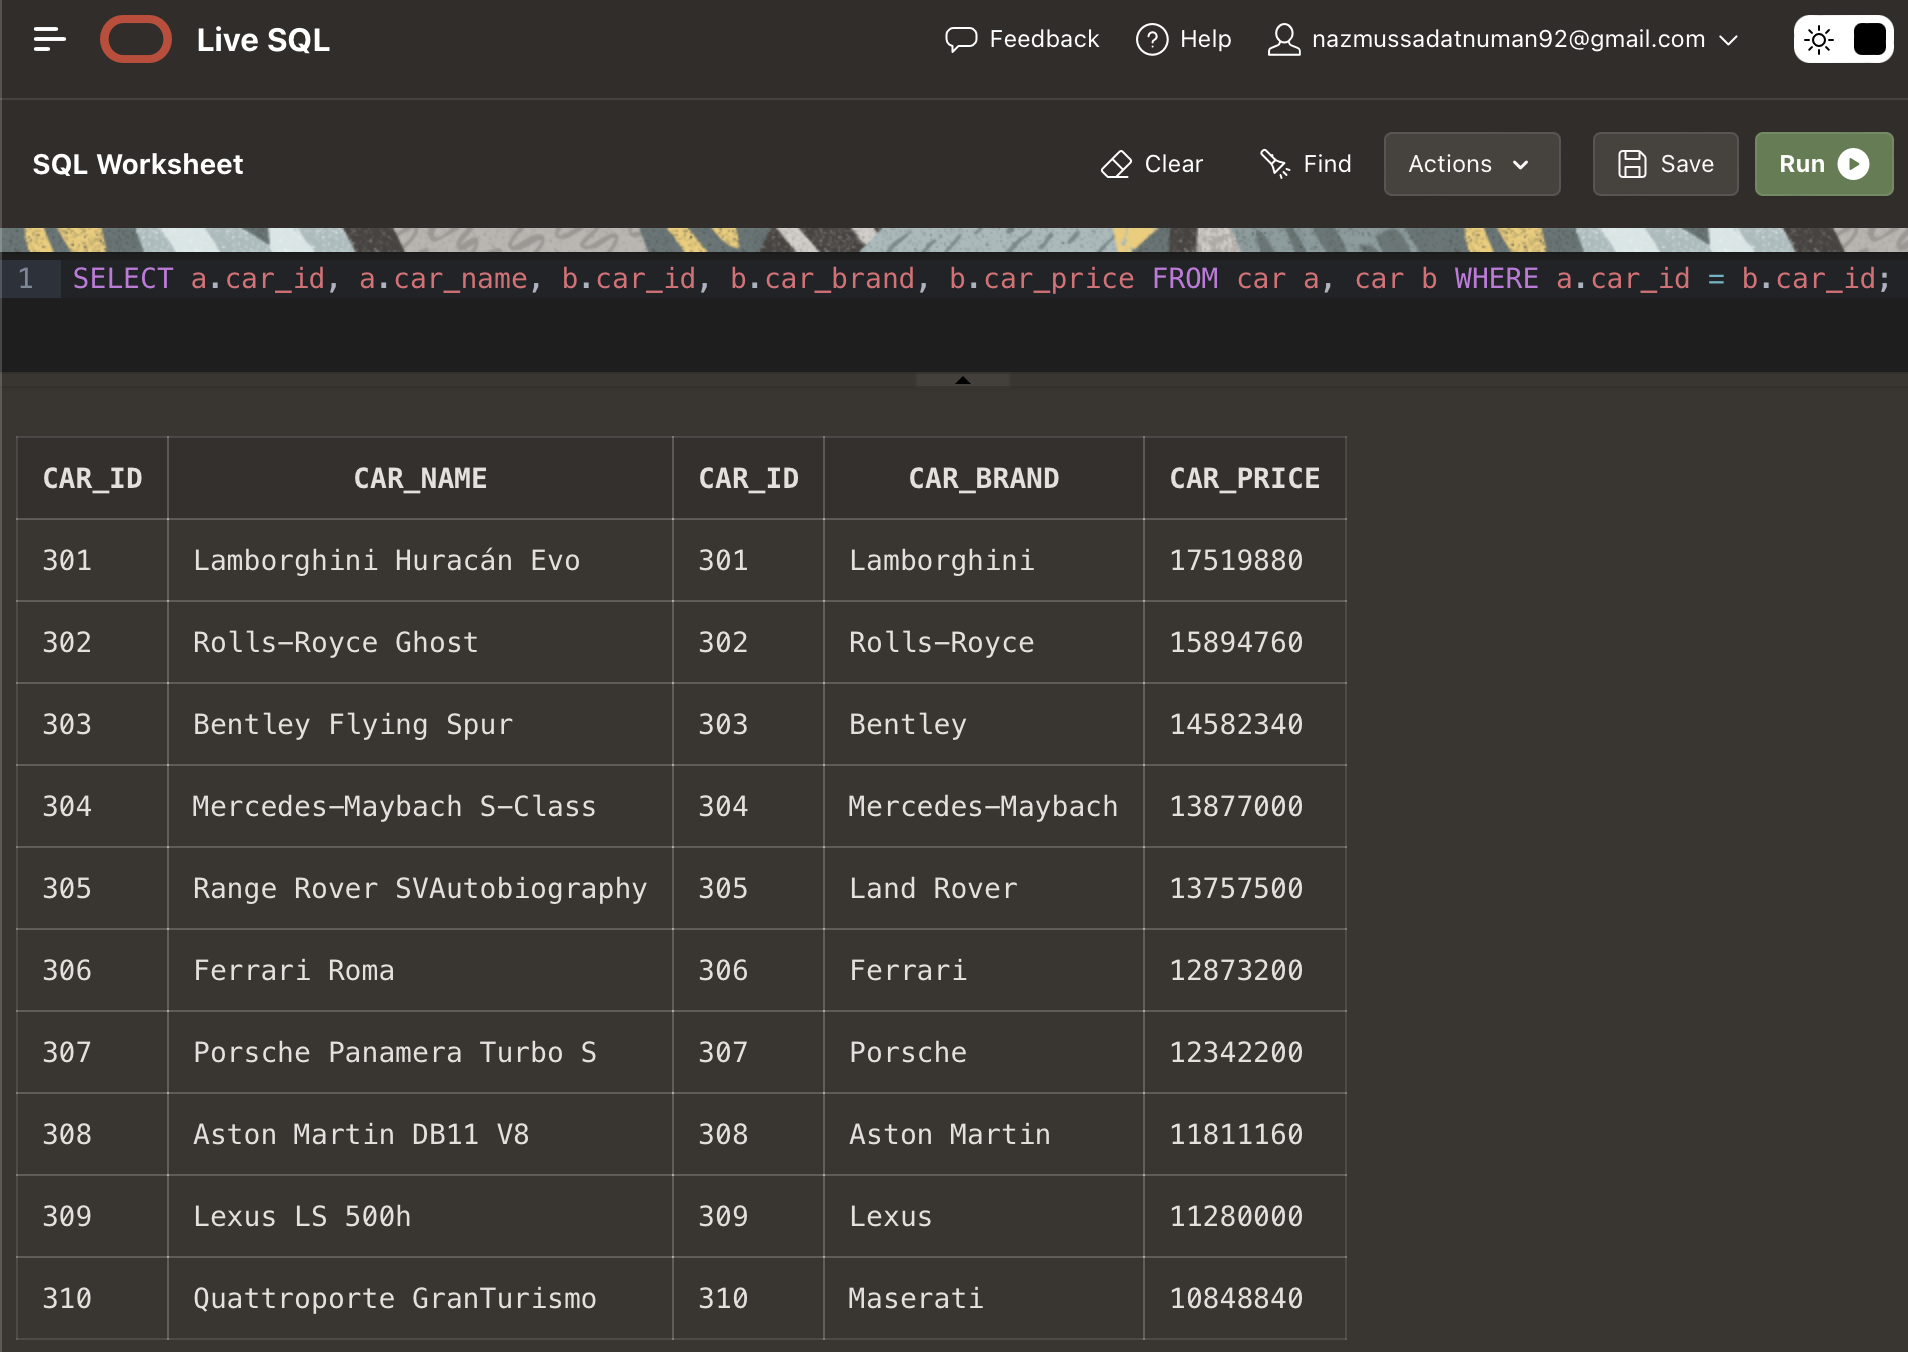 Live SQL Feedback Help nazmussadatnuman92@gmail.com
SQL Worksheet Clear Find Actions Save Run
1 SELECT a.car_id, a.car_name, b.car_id, b.car_brand, b.car_price FROM car a, car b WHERE a.car_id = b.car_id;
CAR_ID CAR_NAME CAR_ID CAR_BRAND CAR_PRICE
301 Lamborghini Huracán Evo 301 Lamborghini 17519880
302 Rolls-Royce Ghost 302 Rolls-Royce 15894760
303 Bentley Flying Spur 303 Bentley 14582340
304 Mercedes-Maybach S-Class 304 Mercedes-Maybach 13877000
305 Range Rover SVAutobiography 305 Land Rover 13757500
306 Ferrari Roma 306 Ferrari 12873200
307 Porsche Panamera Turbo S 307 Porsche 12342200
308 Aston Martin DB11 V8 308 Aston Martin 11811160
309 Lexus LS 500h 309 Lexus 11280000
310 Quattroporte GranTurismo 310 Maserati 10848840